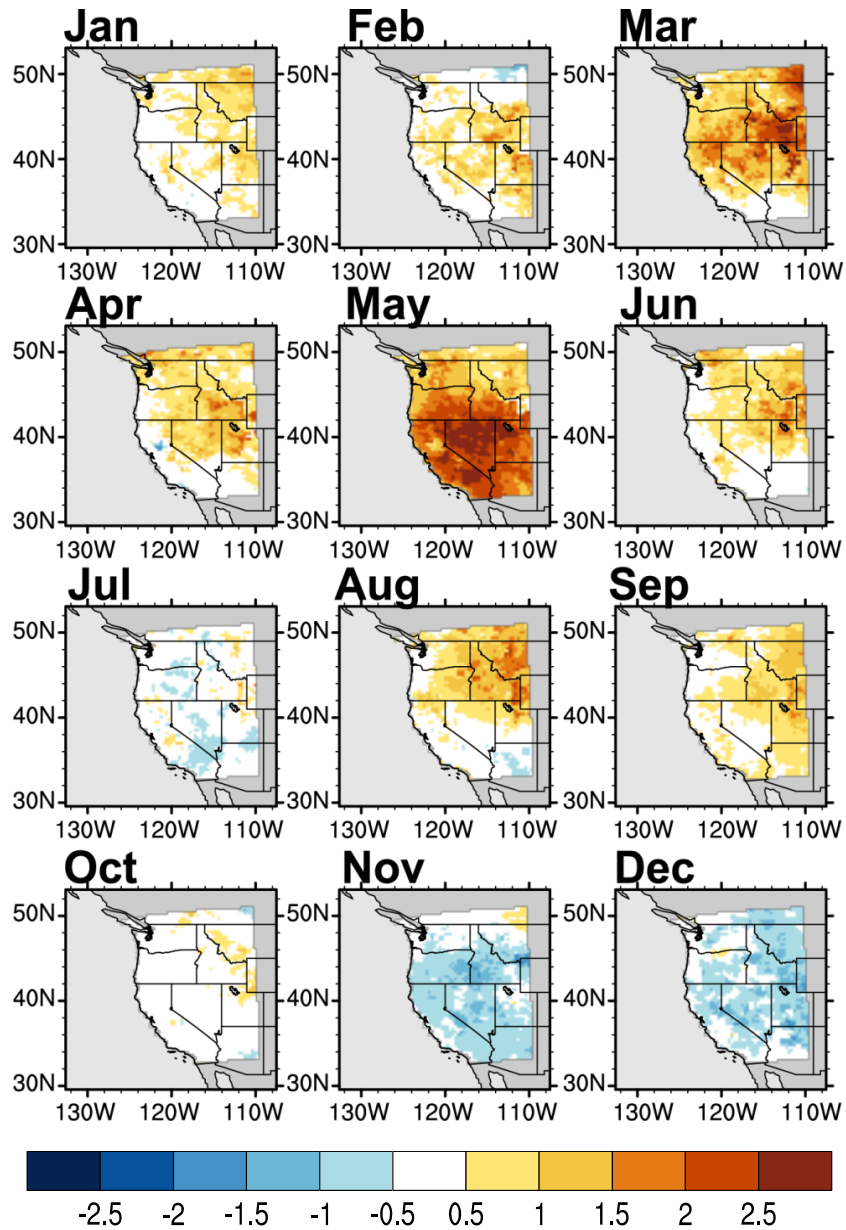 Jan Feb Mar
50N 50N 50N
40N 40N 40N
30N 30N 30N
130W 120W 110W 130W 120W 110W 130W 120W 110W
Apr May Jun
50N 50N 50N
40N 40N 40N
30N 30N 30N
130W 120W 110W 130W 120W 110W 130W 120W 110W
Jul Aug Sep
50N 50N 50N
40N 40N 40N
30N 30N 30N
130W 120W 110W 130W 120W 110W 130W 120W 110W
Oct Nov Dec
50N 50N 50N
40N 40N 40N
30N 30N 30N
130W 120W 110W 130W 120W 110W 130W 120W 110W
-2.5 -2 -1.5 -1 -0.5 0.5 1 1.5 2 2.5